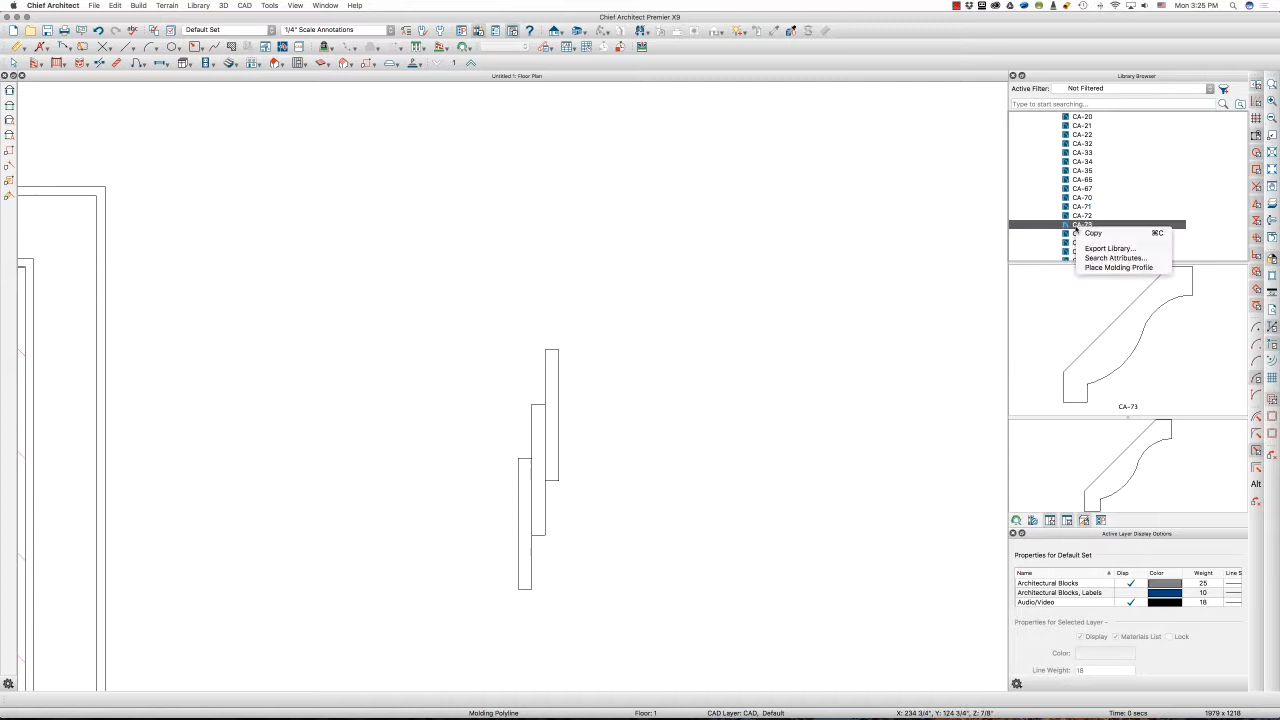 Chief Architect File Edit Build Terrain Library 3D CAD Tools View Window Help Mon 3:25 PM
Chief Architect Premier X9
Default Set 1/4" Scale Annotations
Untitled 1: Floor Plan
Library Browser
Active Filter: Not Filtered
Type to start searching...
CA-20
CA-21
CA-22
CA-32
CA-33
CA-34
CA-35
CA-65
CA-67
CA-70
CA-71
CA-72
CA-73
Copy ⌘C
Export Library...
Search Attributes...
Place Molding Profile
CA-73
Alt
Active Layer Display Options
Properties for Default Set
Name Disp Color Weight Line S
Architectural Blocks 25
Architectural Blocks, Labels 10
Audio/Video 18
Properties for Selected Layer -
Display Materials List Lock
Color:
Line Weight: 18
Molding Polyline Floor: 1 CAD Layer: CAD, Default X: 234 3/4", Y: 124 3/4", Z: 7/8" Time: 0 secs 1979 x 1218